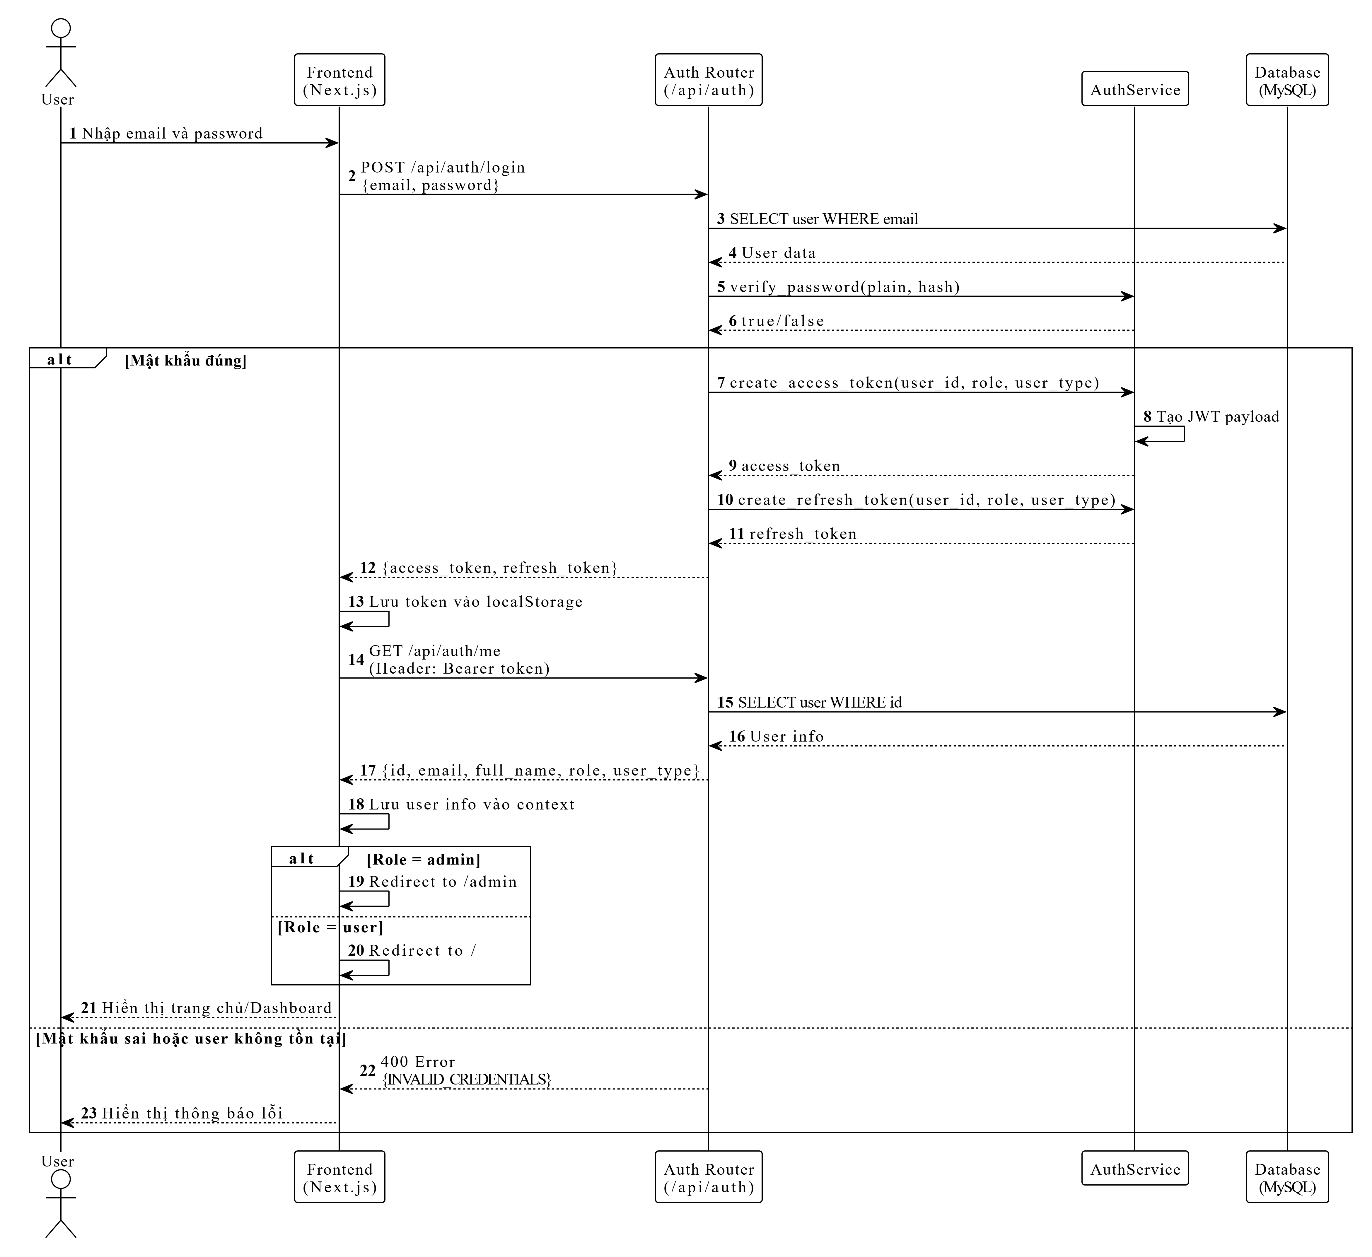 User
Frontend
(Next.js)
Auth Router
(/api/auth)
AuthService
Database
(MySQL)
1 Nhập email và password
2 POST /api/auth/login
{email, password}
3 SELECT user WHERE email
4 User data
5 verify_password(plain, hash)
6 true/false
alt [Mật khẩu đúng]
7 create_access_token(user_id, role, user_type)
8 Tạo JWT payload
9 access_token
10 create_refresh_token(user_id, role, user_type)
11 refresh_token
12 {access_token, refresh_token}
13 Lưu token vào localStorage
14 GET /api/auth/me
(Header: Bearer token)
15 SELECT user WHERE id
16 User info
17 {id, email, full_name, role, user_type}
18 Lưu user info vào context
alt [Role = admin]
19 Redirect to /admin
[Role = user]
20 Redirect to /
21 Hiển thị trang chủ/Dashboard
[Mật khẩu sai hoặc user không tồn tại]
22 400 Error
{INVALID_CREDENTIALS}
23 Hiển thị thông báo lỗi
User
Frontend
(Next.js)
Auth Router
(/api/auth)
AuthService
Database
(MySQL)